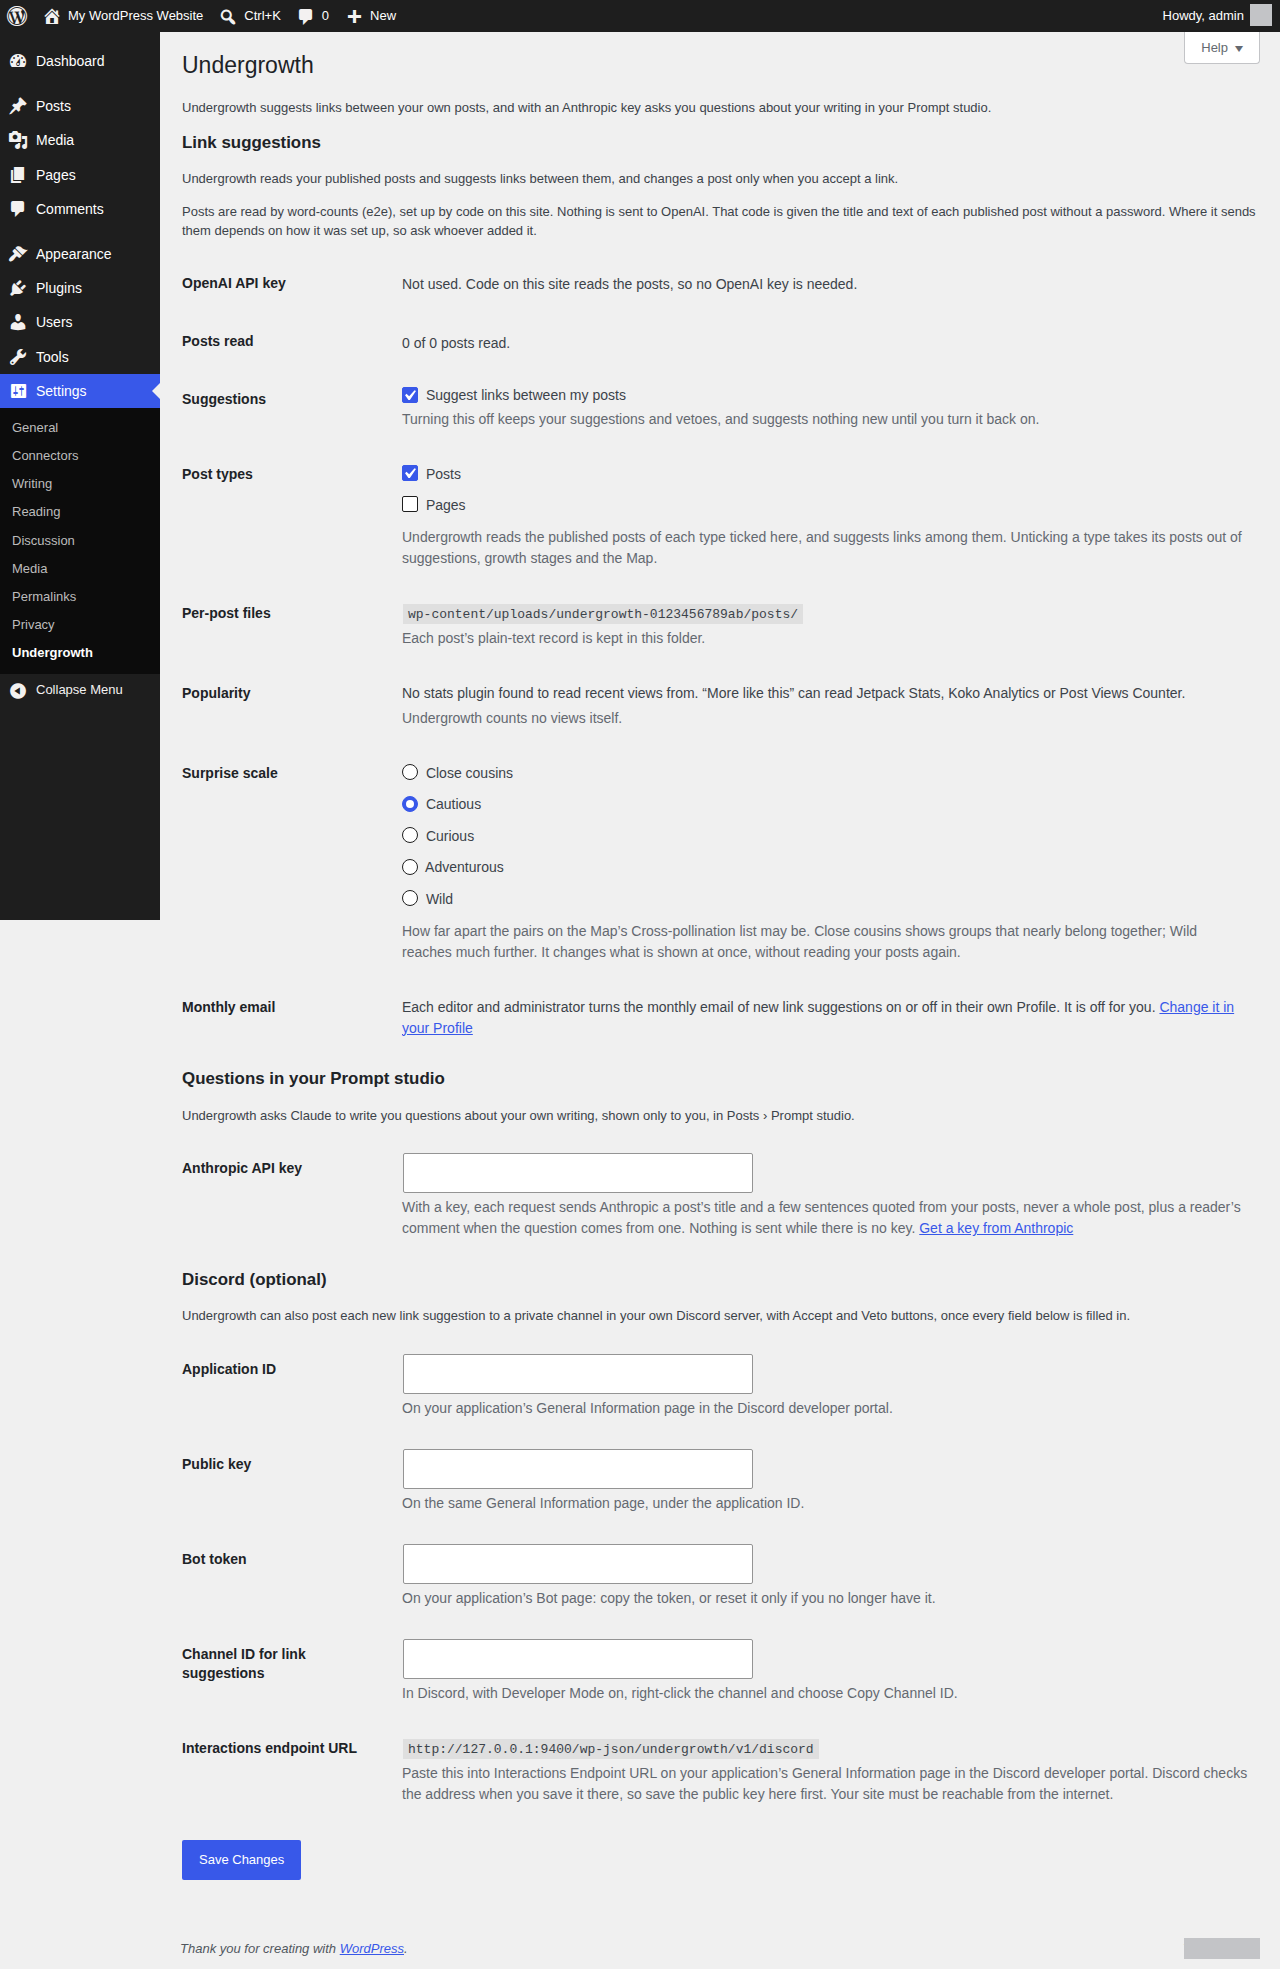 My WordPress Website
Ctrl+K
0
New
Howdy, admin
Help
Dashboard
Posts
Media
Pages
Comments
Appearance
Plugins
Users
Tools
Settings
General
Connectors
Writing
Reading
Discussion
Media
Permalinks
Privacy
Undergrowth
Collapse Menu
Undergrowth
Undergrowth suggests links between your own posts, and with an Anthropic key asks you questions about your writing in your Prompt studio.
Link suggestions
Undergrowth reads your published posts and suggests links between them, and changes a post only when you accept a link.
Posts are read by word-counts (e2e), set up by code on this site. Nothing is sent to OpenAI. That code is given the title and text of each published post without a password. Where it sends
them depends on how it was set up, so ask whoever added it.
OpenAI API key
Not used. Code on this site reads the posts, so no OpenAI key is needed.
Posts read
0 of 0 posts read.
Suggestions
Suggest links between my posts
Turning this off keeps your suggestions and vetoes, and suggests nothing new until you turn it back on.
Post types
Posts
Pages
Undergrowth reads the published posts of each type ticked here, and suggests links among them. Unticking a type takes its posts out of
suggestions, growth stages and the Map.
Per-post files
wp-content/uploads/undergrowth-0123456789ab/posts/
Each post’s plain-text record is kept in this folder.
Popularity
No stats plugin found to read recent views from. “More like this” can read Jetpack Stats, Koko Analytics or Post Views Counter.
Undergrowth counts no views itself.
Surprise scale
Close cousins
Cautious
Curious
Adventurous
Wild
How far apart the pairs on the Map’s Cross-pollination list may be. Close cousins shows groups that nearly belong together; Wild
reaches much further. It changes what is shown at once, without reading your posts again.
Monthly email
Each editor and administrator turns the monthly email of new link suggestions on or off in their own Profile. It is off for you. Change it in
your Profile
Questions in your Prompt studio
Undergrowth asks Claude to write you questions about your own writing, shown only to you, in Posts › Prompt studio.
Anthropic API key
With a key, each request sends Anthropic a post’s title and a few sentences quoted from your posts, never a whole post, plus a reader’s
comment when the question comes from one. Nothing is sent while there is no key. Get a key from Anthropic
Discord (optional)
Undergrowth can also post each new link suggestion to a private channel in your own Discord server, with Accept and Veto buttons, once every field below is filled in.
Application ID
On your application’s General Information page in the Discord developer portal.
Public key
On the same General Information page, under the application ID.
Bot token
On your application’s Bot page: copy the token, or reset it only if you no longer have it.
Channel ID for link
suggestions
In Discord, with Developer Mode on, right-click the channel and choose Copy Channel ID.
Interactions endpoint URL
http://127.0.0.1:9400/wp-json/undergrowth/v1/discord
Paste this into Interactions Endpoint URL on your application’s General Information page in the Discord developer portal. Discord checks
the address when you save it there, so save the public key here first. Your site must be reachable from the internet.
Save Changes
Thank you for creating with WordPress.